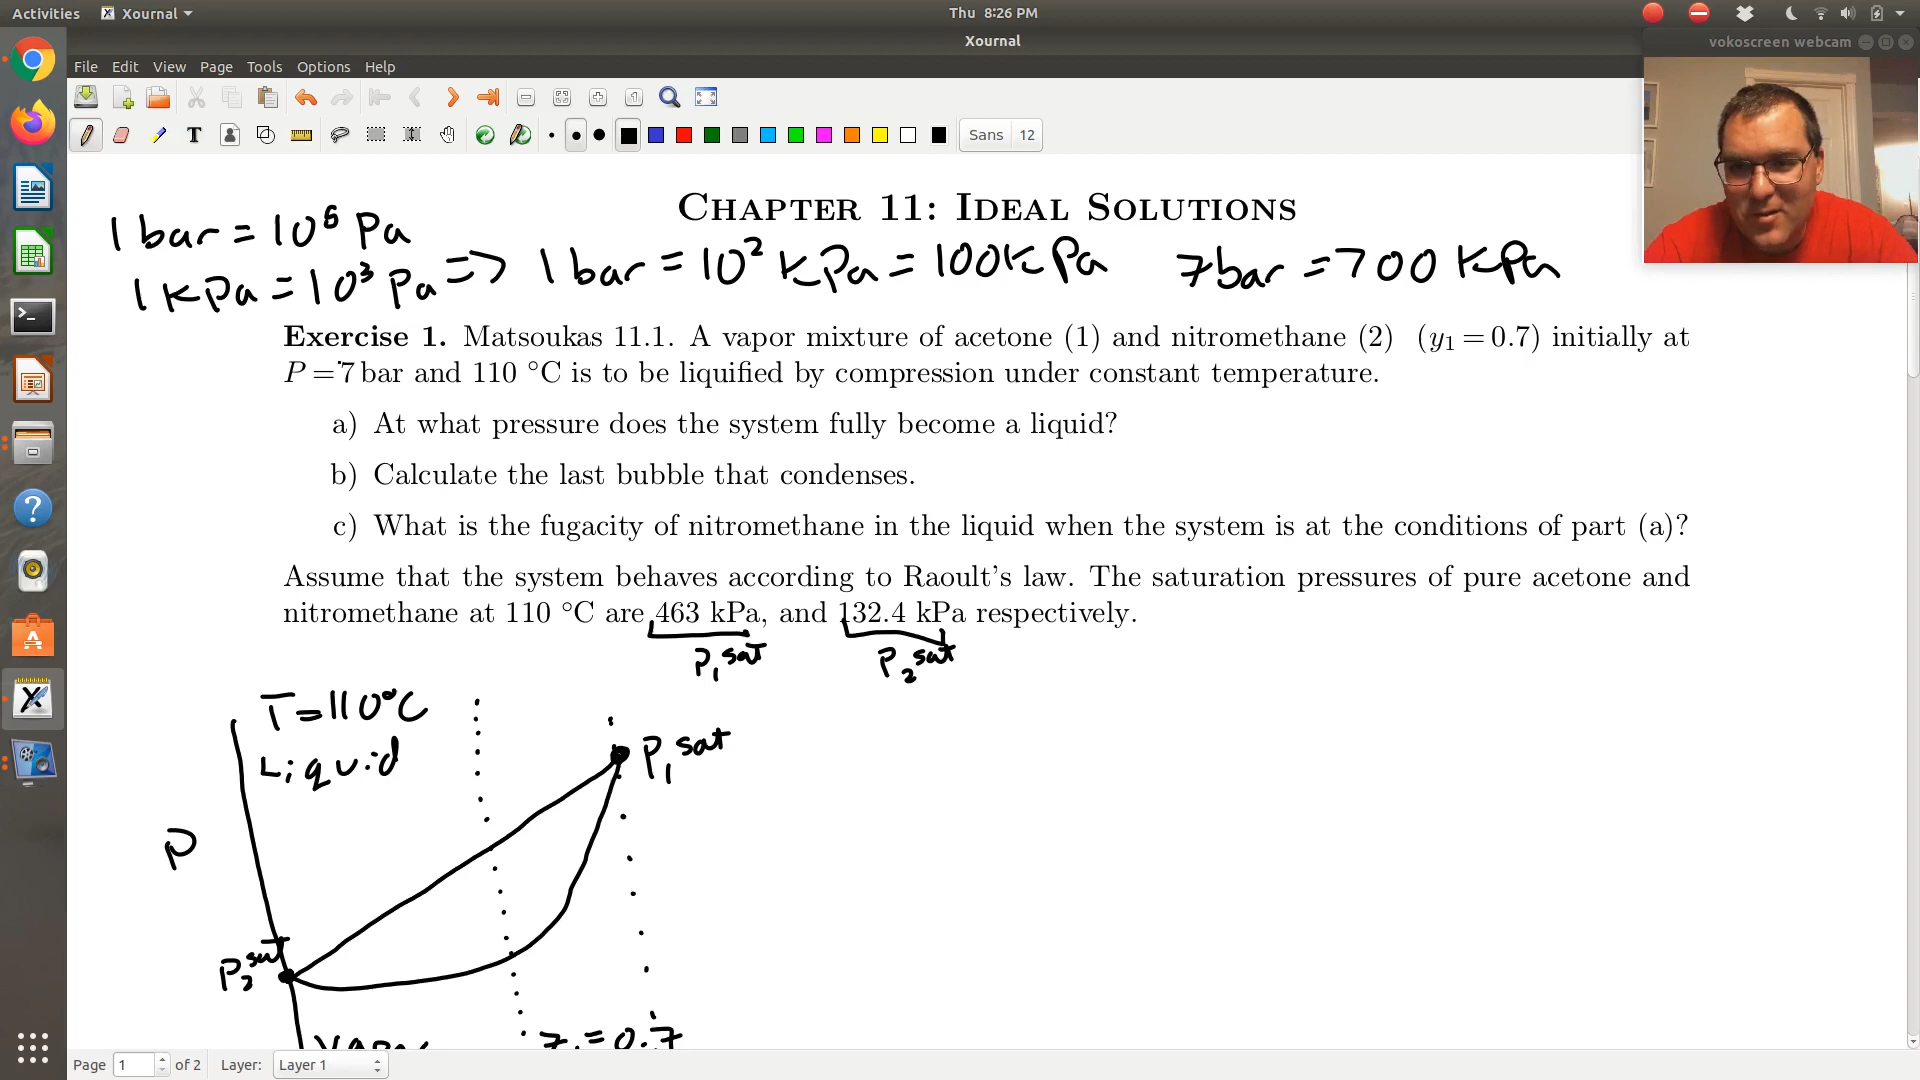 Activities Xournal Thu 8:26 PM
Xournal
vokoscreen webcam
File Edit View Page Tools Options Help
Sans 12
CHAPTER 11: IDEAL SOLUTIONS
1 bar = 10⁵ Pa
1 kPa = 10³ Pa => 1 bar = 10² kPa = 100 kPa 7 bar = 700 kPa
Exercise 1. Matsoukas 11.1. A vapor mixture of acetone (1) and nitromethane (2) (y₁ = 0.7) initially at
P = 7 bar and 110 °C is to be liquified by compression under constant temperature.
a) At what pressure does the system fully become a liquid?
b) Calculate the last bubble that condenses.
c) What is the fugacity of nitromethane in the liquid when the system is at the conditions of part (a)?
Assume that the system behaves according to Raoult's law. The saturation pressures of pure acetone and
nitromethane at 110 °C are 463 kPa, and 132.4 kPa respectively.
P₁ˢᵃᵗ P₂ˢᵃᵗ
T = 110°C
Liquid
P₁ˢᵃᵗ
P
P₂ˢᵃᵗ
= 0.7
Page 1 of 2 Layer: Layer 1